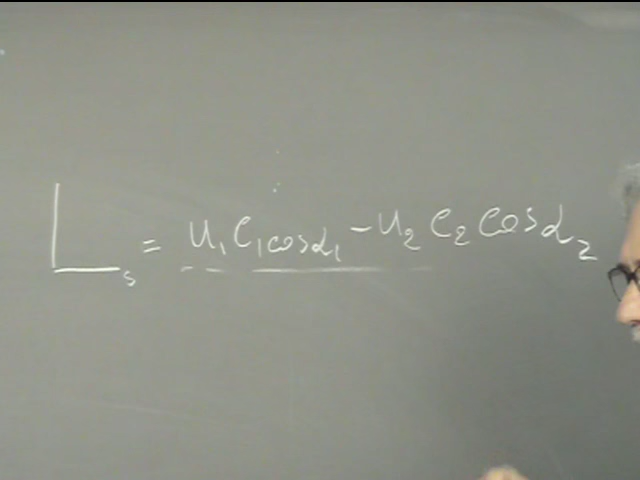 L_s = u_1 c_1 cos α_1 - u_2 c_2 cos α_2